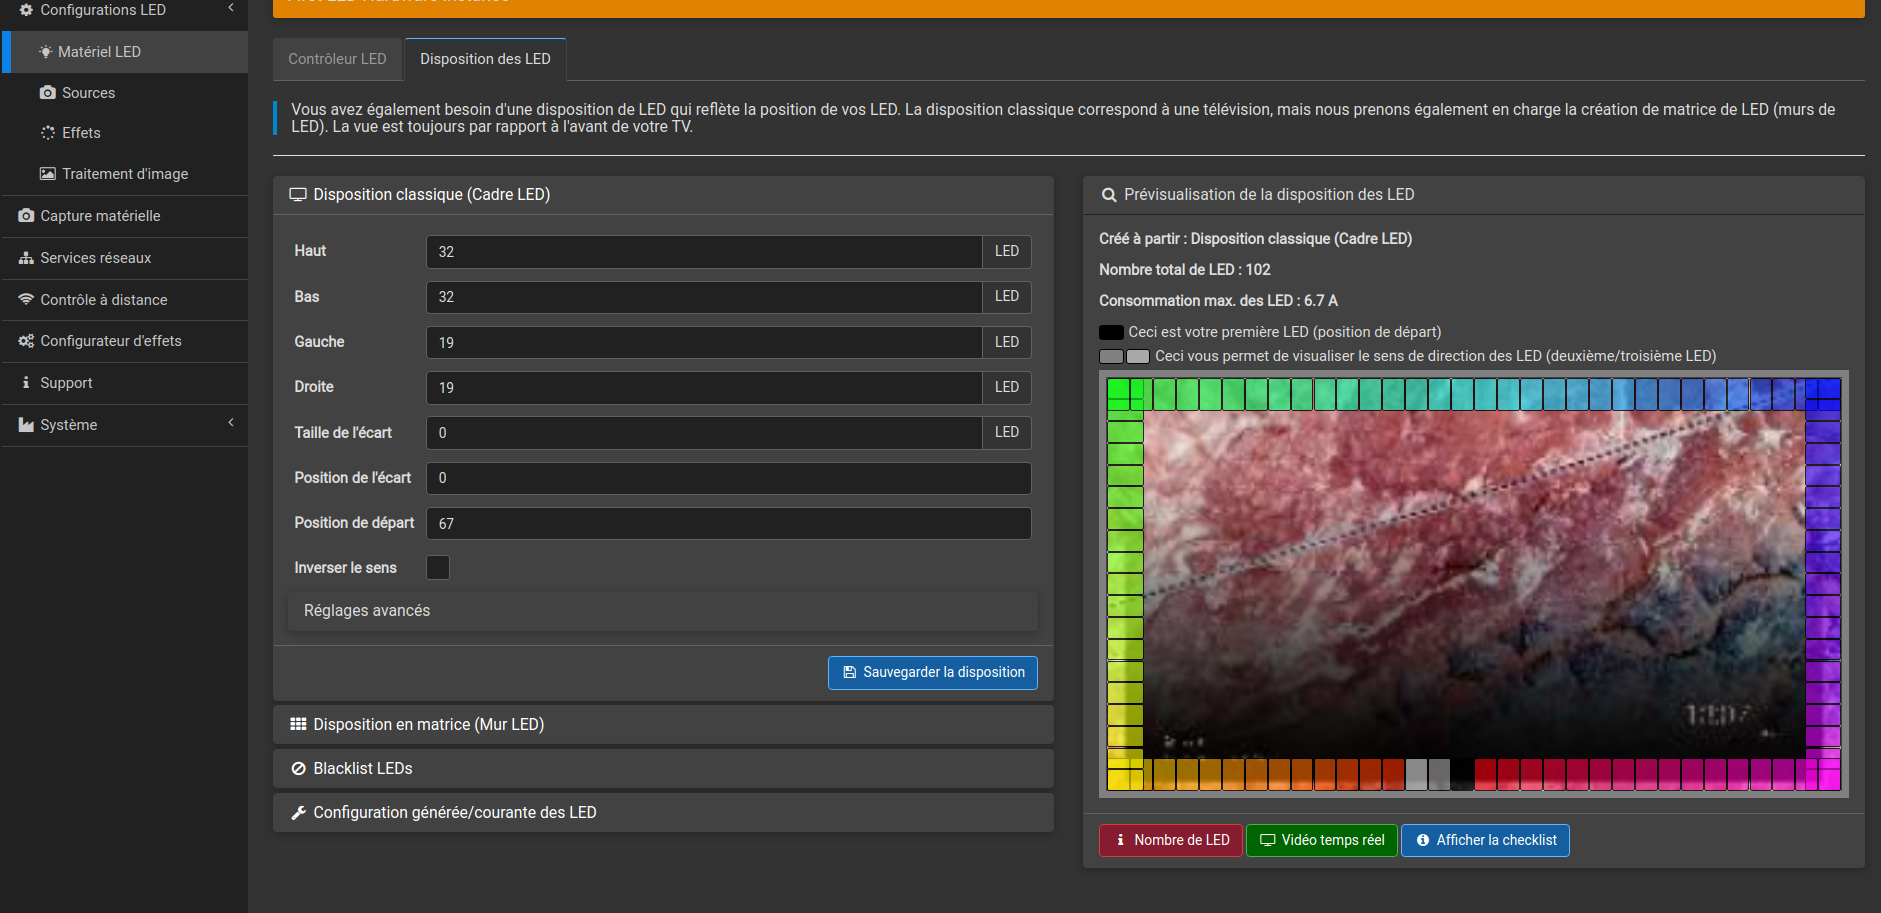 Configurations LED
Matériel LED
Sources
Effets
Traitement d'image
Capture matérielle
Services réseaux
Contrôle à distance
Configurateur d'effets
Support
Système
Contrôleur LED
Disposition des LED
Vous avez également besoin d'une disposition de LED qui reflète la position de vos LED. La disposition classique correspond à une télévision, mais nous prenons également en charge la création de matrice de LED (murs de
LED). La vue est toujours par rapport à l'avant de votre TV.
Disposition classique (Cadre LED)
Haut 32 LED
Bas 32 LED
Gauche 19 LED
Droite 19 LED
Taille de l'écart 0 LED
Position de l'écart 0
Position de départ 67
Inverser le sens
Réglages avancés
Sauvegarder la disposition
Disposition en matrice (Mur LED)
Blacklist LEDs
Configuration générée/courante des LED
Prévisualisation de la disposition des LED
Créé à partir : Disposition classique (Cadre LED)
Nombre total de LED : 102
Consommation max. des LED : 6.7 A
Ceci est votre première LED (position de départ)
Ceci vous permet de visualiser le sens de direction des LED (deuxième/troisième LED)
Nombre de LED
Vidéo temps réel
Afficher la checklist